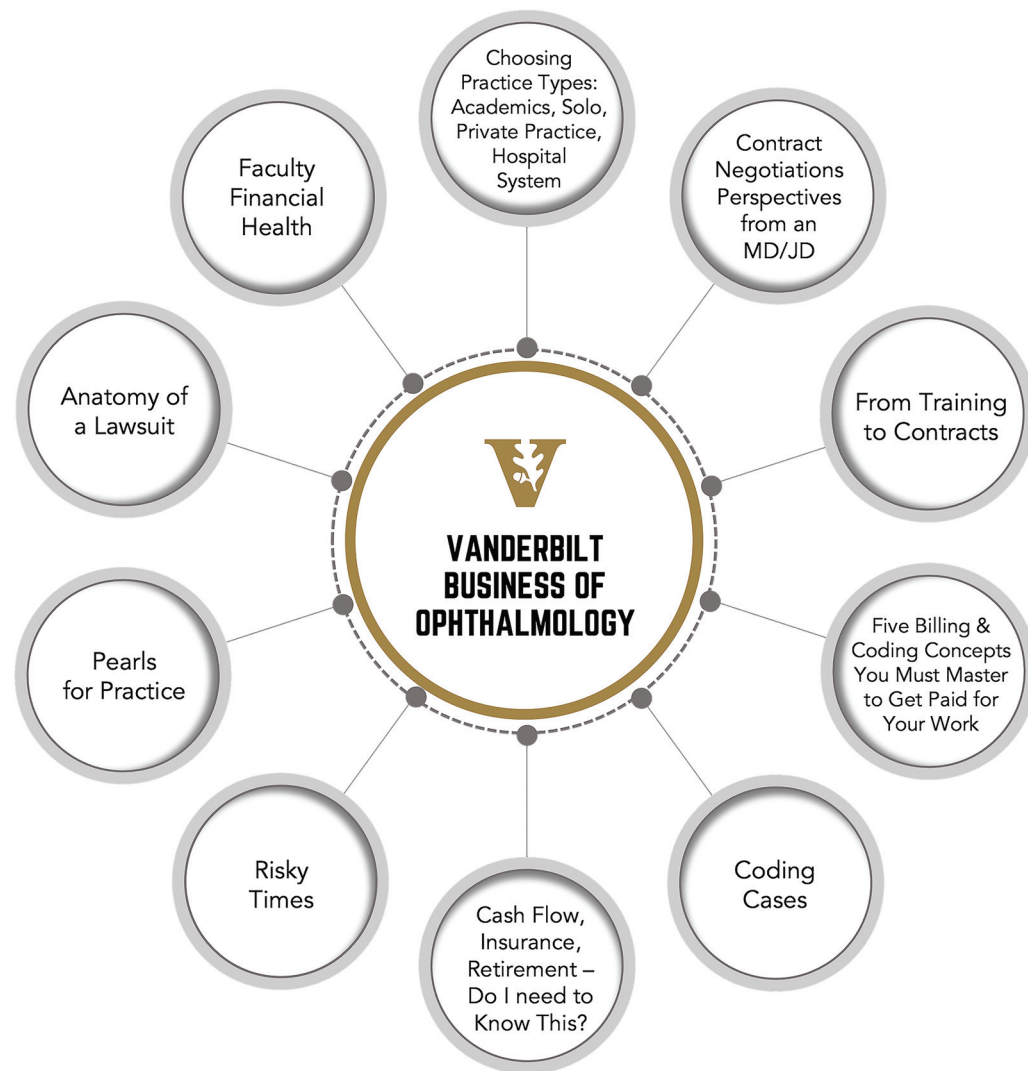 Choosing
Practice Types:
Academics, Solo,
Private Practice,
Hospital
System
Contract
Negotiations
Perspectives
from an
MD/JD
From Training
to Contracts
Five Billing &
Coding Concepts
You Must Master
to Get Paid for
Your Work
Coding
Cases
Cash Flow,
Insurance,
Retirement –
Do I need to
Know This?
Risky
Times
Pearls
for Practice
Anatomy of
a Lawsuit
Faculty
Financial
Health
V
VANDERBILT
BUSINESS OF
OPHTHALMOLOGY